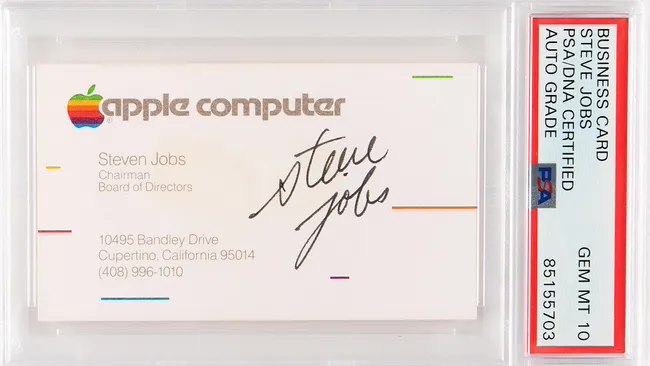 apple computer
Steven Jobs
Chairman
Board of Directors
steve
jobs
10495 Bandley Drive
Cupertino, California 95014
(408) 996-1010
BUSINESS CARD
STEVE JOBS
PSA/DNA CERTIFIED
AUTO GRADE
GEM MT 10
PSA
85155703